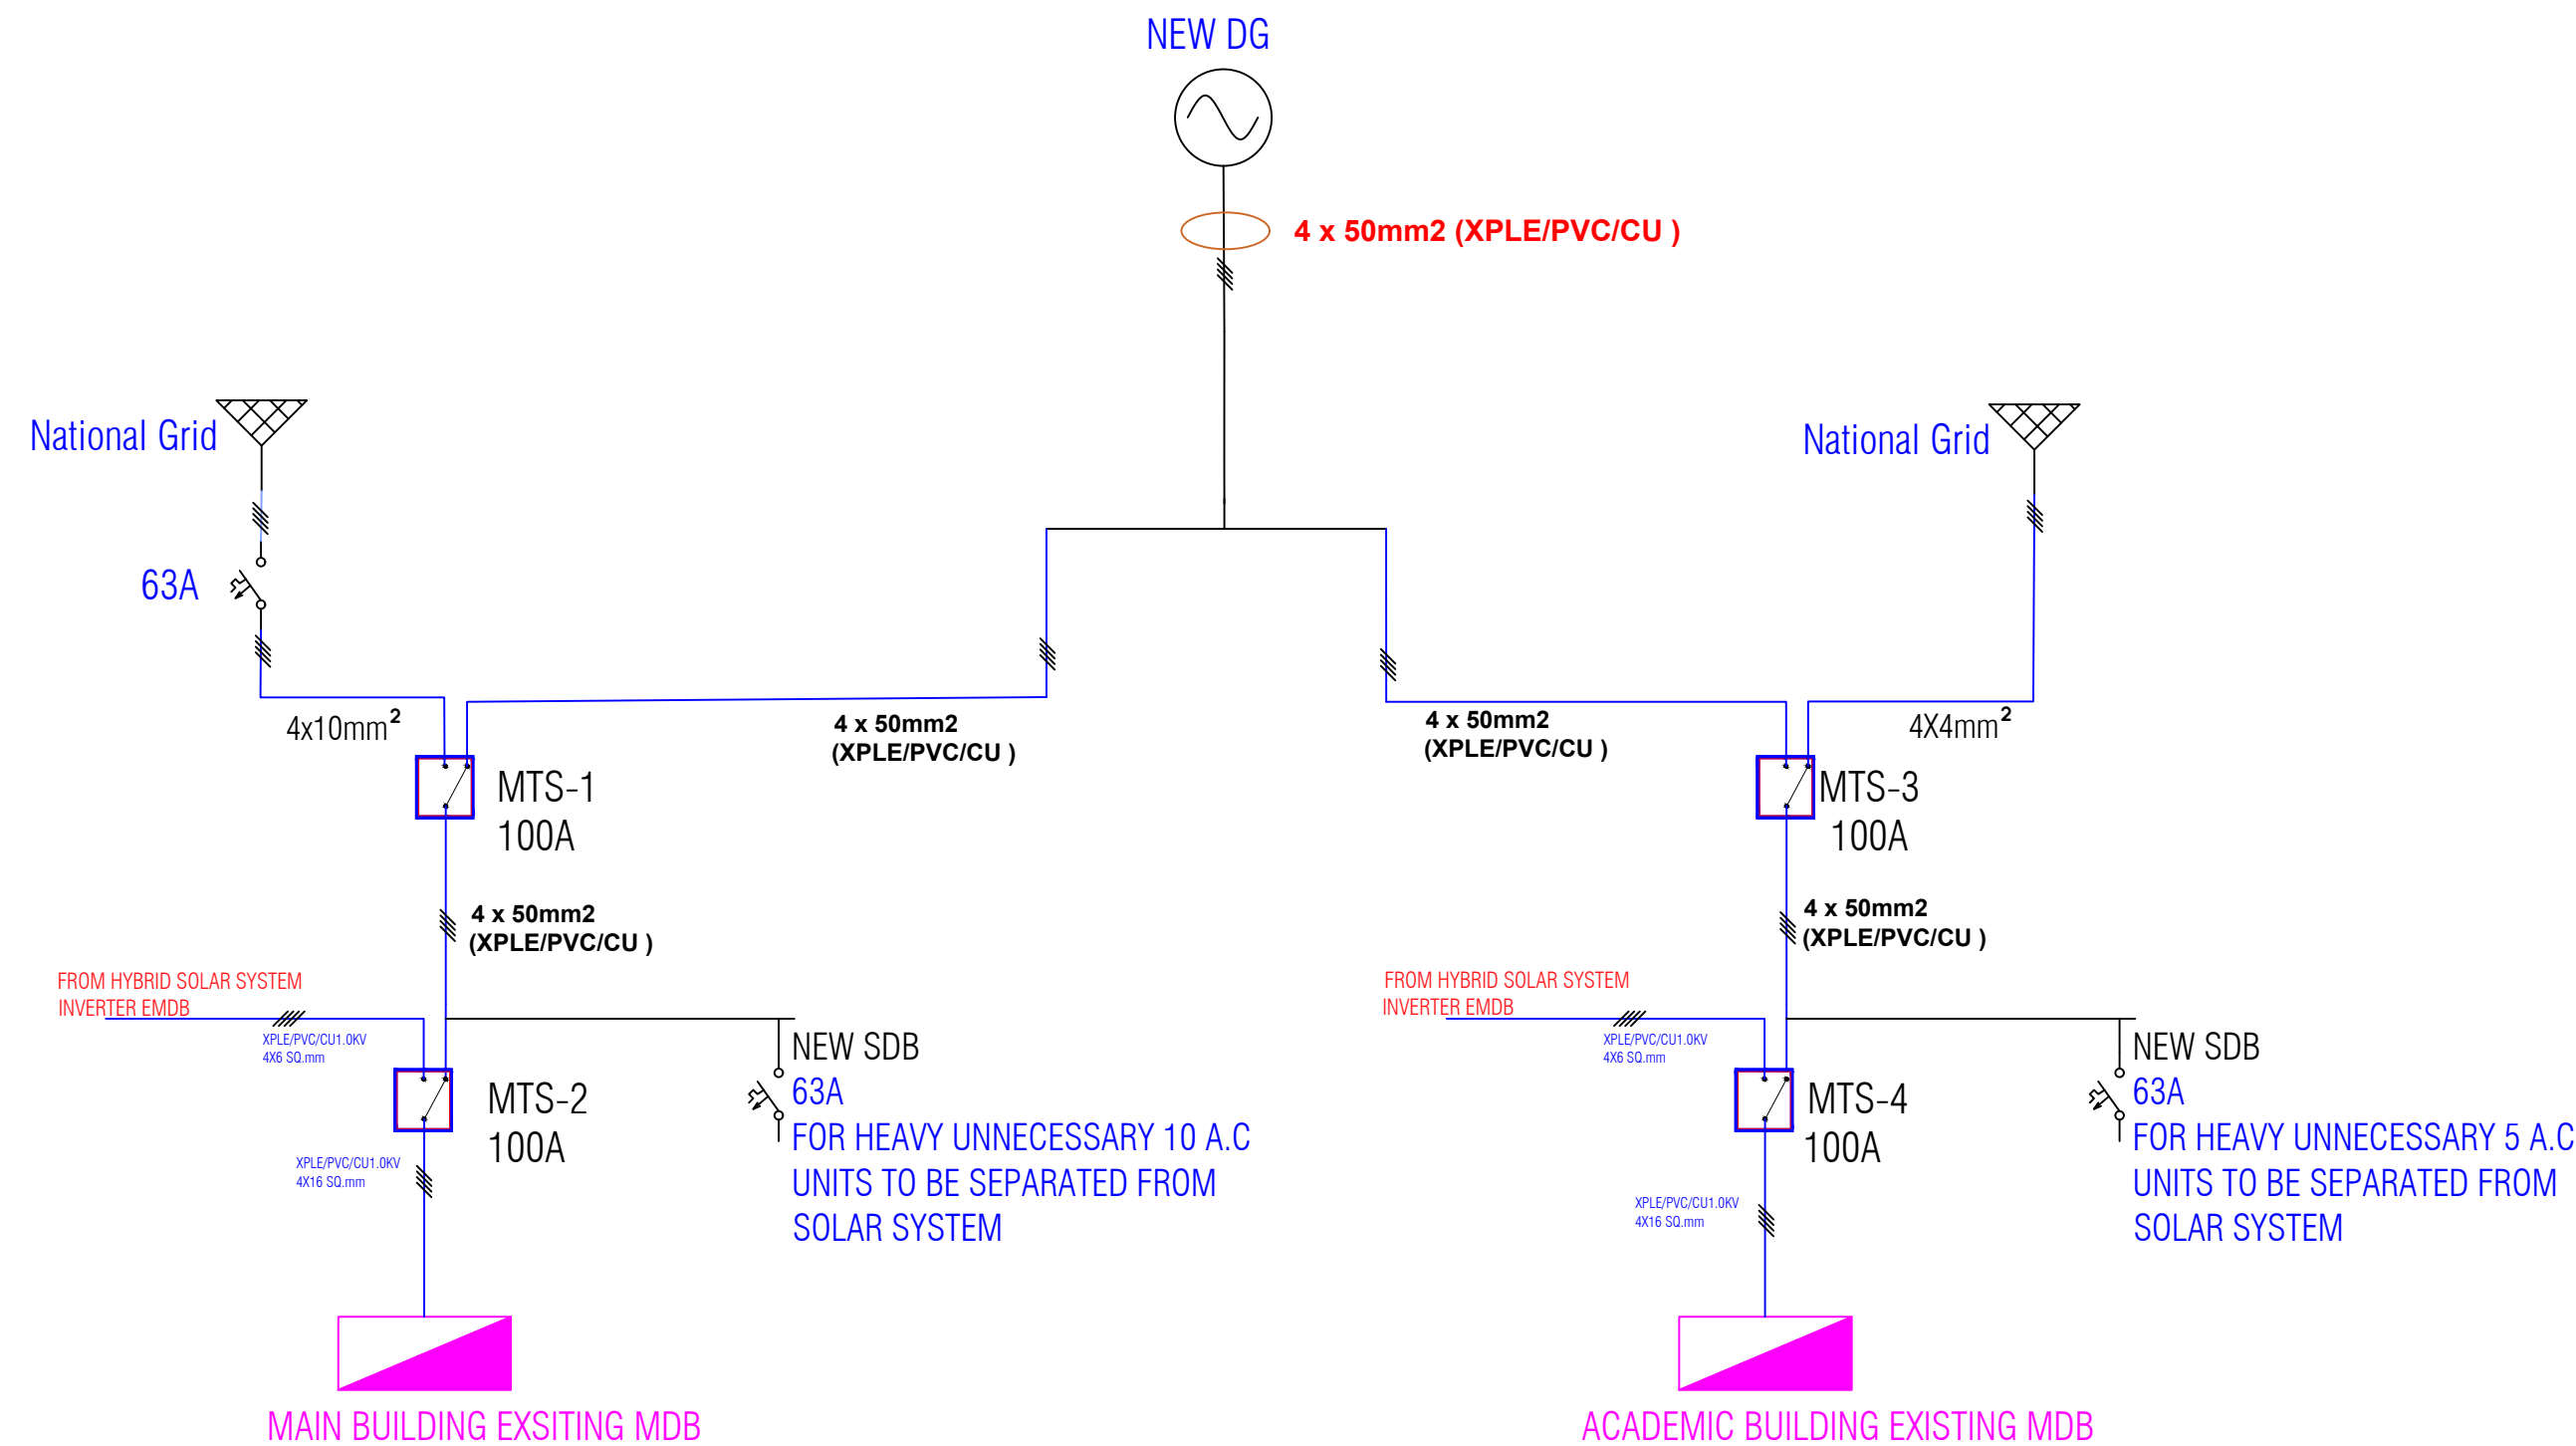 NEW DG
4 x 50mm2 (XPLE/PVC/CU )
National Grid
National Grid
63A
4x10mm²
4 x 50mm2
(XPLE/PVC/CU )
4 x 50mm2
(XPLE/PVC/CU )
4X4mm²
MTS-1
100A
MTS-3
100A
4 x 50mm2
(XPLE/PVC/CU )
4 x 50mm2
(XPLE/PVC/CU )
FROM HYBRID SOLAR SYSTEM
INVERTER EMDB
XPLE/PVC/CU1.0KV
4X6 SQ.mm
MTS-2
100A
NEW SDB
63A
FOR HEAVY UNNECESSARY 10 A.C
UNITS TO BE SEPARATED FROM
SOLAR SYSTEM
XPLE/PVC/CU1.0KV
4X16 SQ.mm
FROM HYBRID SOLAR SYSTEM
INVERTER EMDB
XPLE/PVC/CU1.0KV
4X6 SQ.mm
MTS-4
100A
NEW SDB
63A
FOR HEAVY UNNECESSARY 5 A.C
UNITS TO BE SEPARATED FROM
SOLAR SYSTEM
XPLE/PVC/CU1.0KV
4X16 SQ.mm
MAIN BUILDING EXSITING MDB
ACADEMIC BUILDING EXISTING MDB